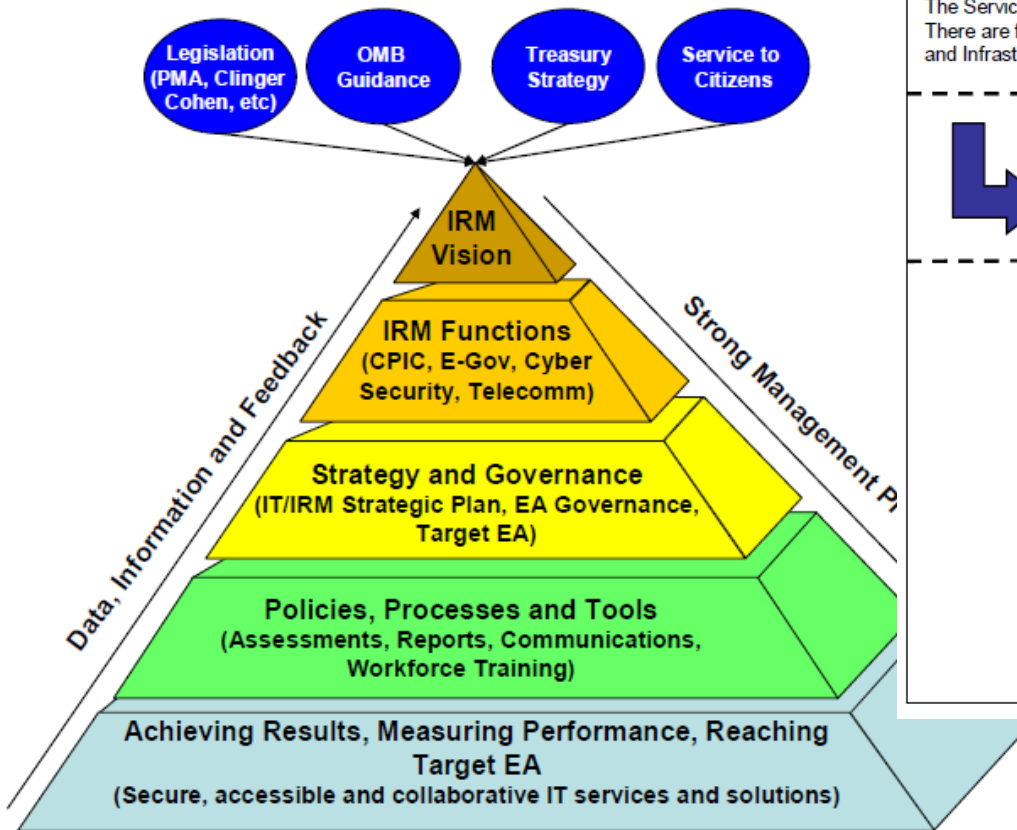 The Servic
There are f
and Infrast
Legislation
(PMA, Clinger
Cohen, etc)
OMB
Guidance
Treasury
Strategy
Service to
Citizens
IRM
Vision
IRM Functions
(CPIC, E-Gov, Cyber
Security, Telecomm)
Strategy and Governance
(IT/IRM Strategic Plan, EA Governance,
Target EA)
Policies, Processes and Tools
(Assessments, Reports, Communications,
Workforce Training)
Achieving Results, Measuring Performance, Reaching
Target EA
(Secure, accessible and collaborative IT services and solutions)
Data, Information and Feedback
Strong Management P